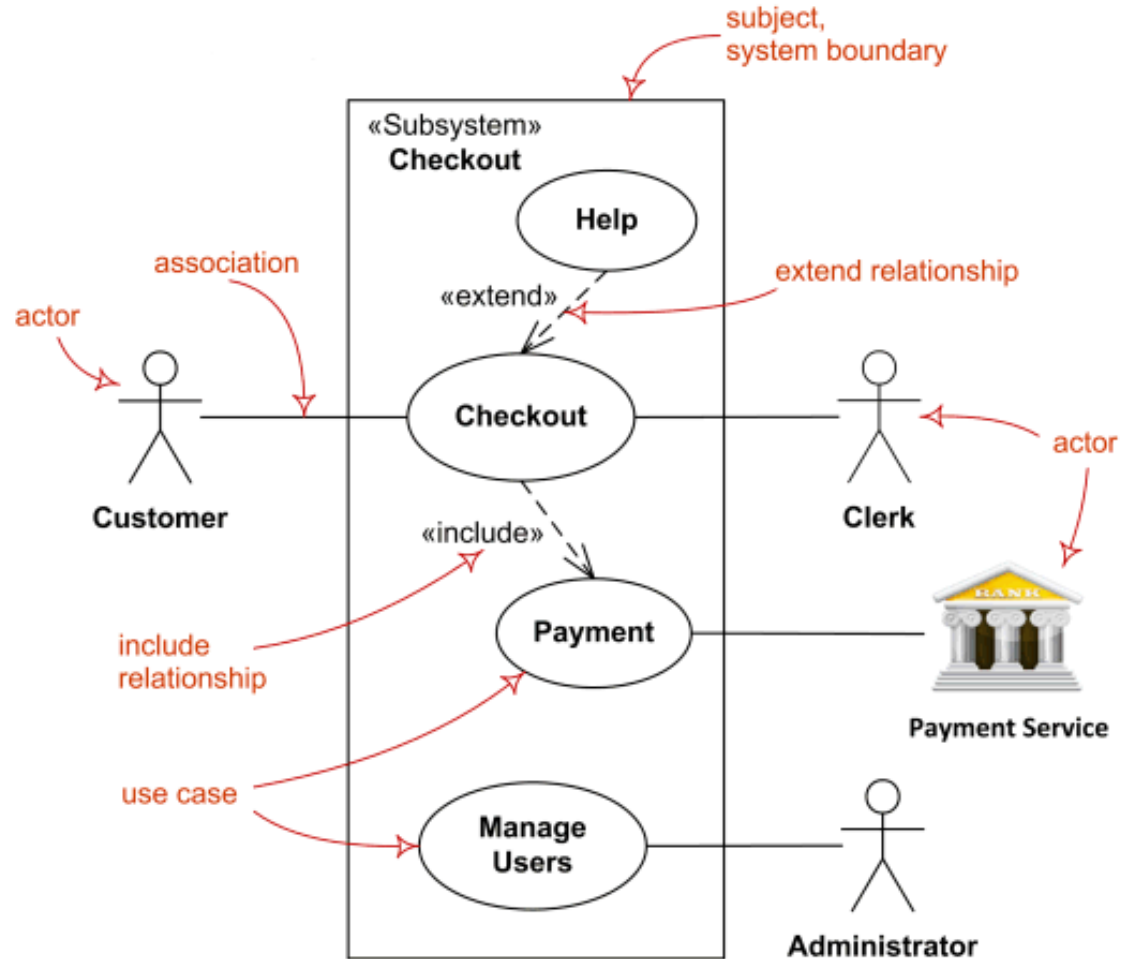 subject,
system boundary
«Subsystem»
Checkout
Help
association
«extend»
extend relationship
actor
Checkout
actor
Customer
Clerk
«include»
BANK
Payment
include
relationship
Payment Service
use case
Manage
Users
Administrator